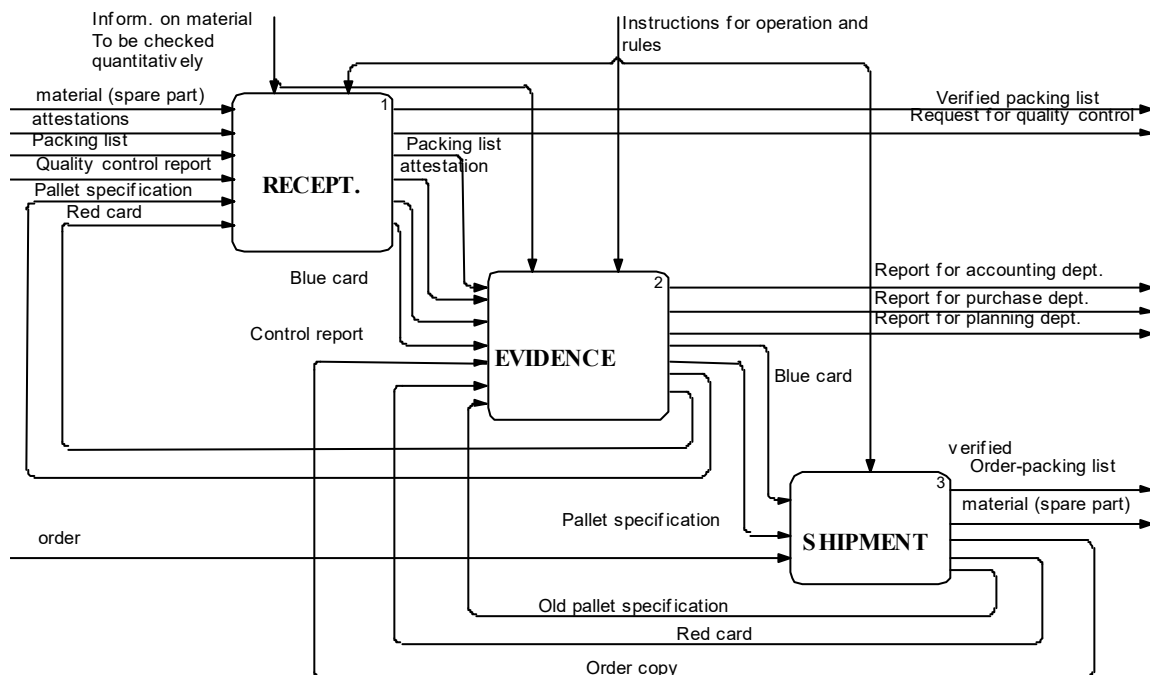 Inform. on material
To be checked
quantitatively
Instructions for operation and
rules
material (spare part)
attestations
Packing list
Quality control report
Pallet specification
Red card
1
RECEPT.
Verified packing list
Request for quality control
Packing list
attestation
Blue card
Control report
2
EVIDENCE
Report for accounting dept.
Report for purchase dept.
Report for planning dept.
Blue card
verified
Order-packing list
material (spare part)
3
SHIPMENT
Pallet specification
order
Old pallet specification
Red card
Order copy